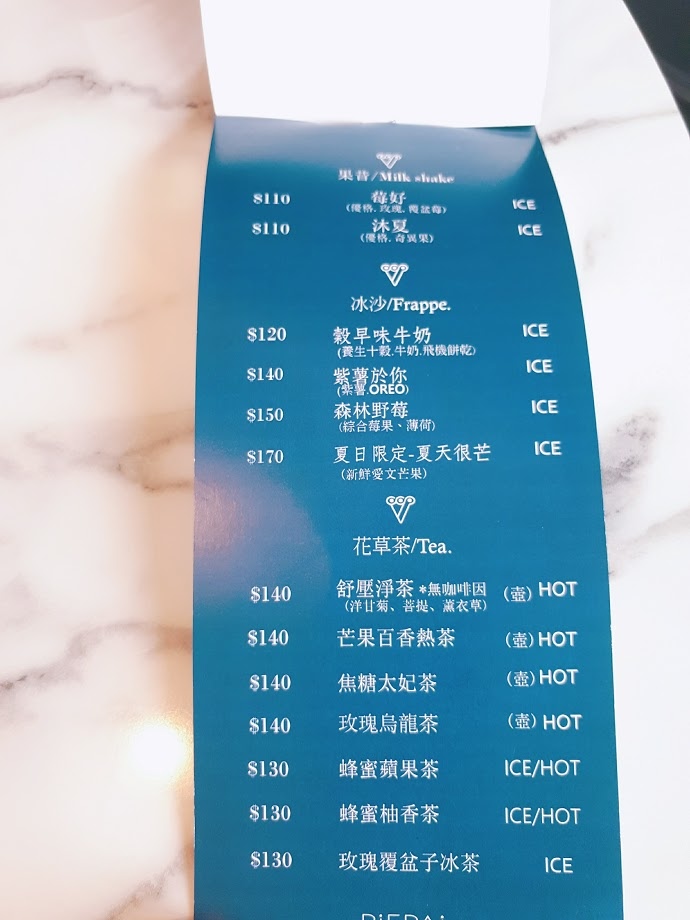 果昔/Milk shake
$110 莓好 ICE
(優格.玫瑰.覆盆莓)
$110 沐夏 ICE
(優格.奇異果)
冰沙/Frappe.
$120 穀早味牛奶 ICE
(養生十穀.牛奶.飛機餅乾)
$140 紫薯於你 ICE
(紫薯.OREO)
$150 森林野莓 ICE
(綜合莓果、薄荷)
$170 夏日限定-夏天很芒 ICE
(新鮮愛文芒果)
花草茶/Tea.
$140 舒壓淨茶 *無咖啡因 (壺) HOT
(洋甘菊、菩提、薰衣草)
$140 芒果百香熱茶 (壺) HOT
$140 焦糖太妃茶 (壺) HOT
$140 玫瑰烏龍茶 (壺) HOT
$130 蜂蜜蘋果茶 ICE/HOT
$130 蜂蜜柚香茶 ICE/HOT
$130 玫瑰覆盆子冰茶 ICE